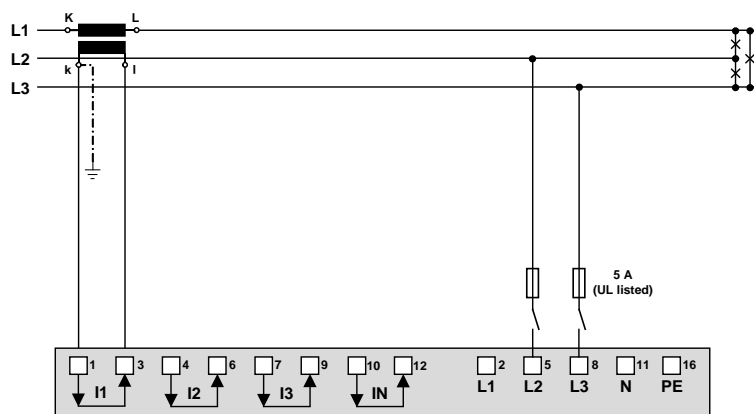 K L
L1
L2
k l
L3
5 A
(UL listed)
1 3 4 6 7 9 10 12 2 5 8 11 16
I1 I2 I3 IN L1 L2 L3 N PE